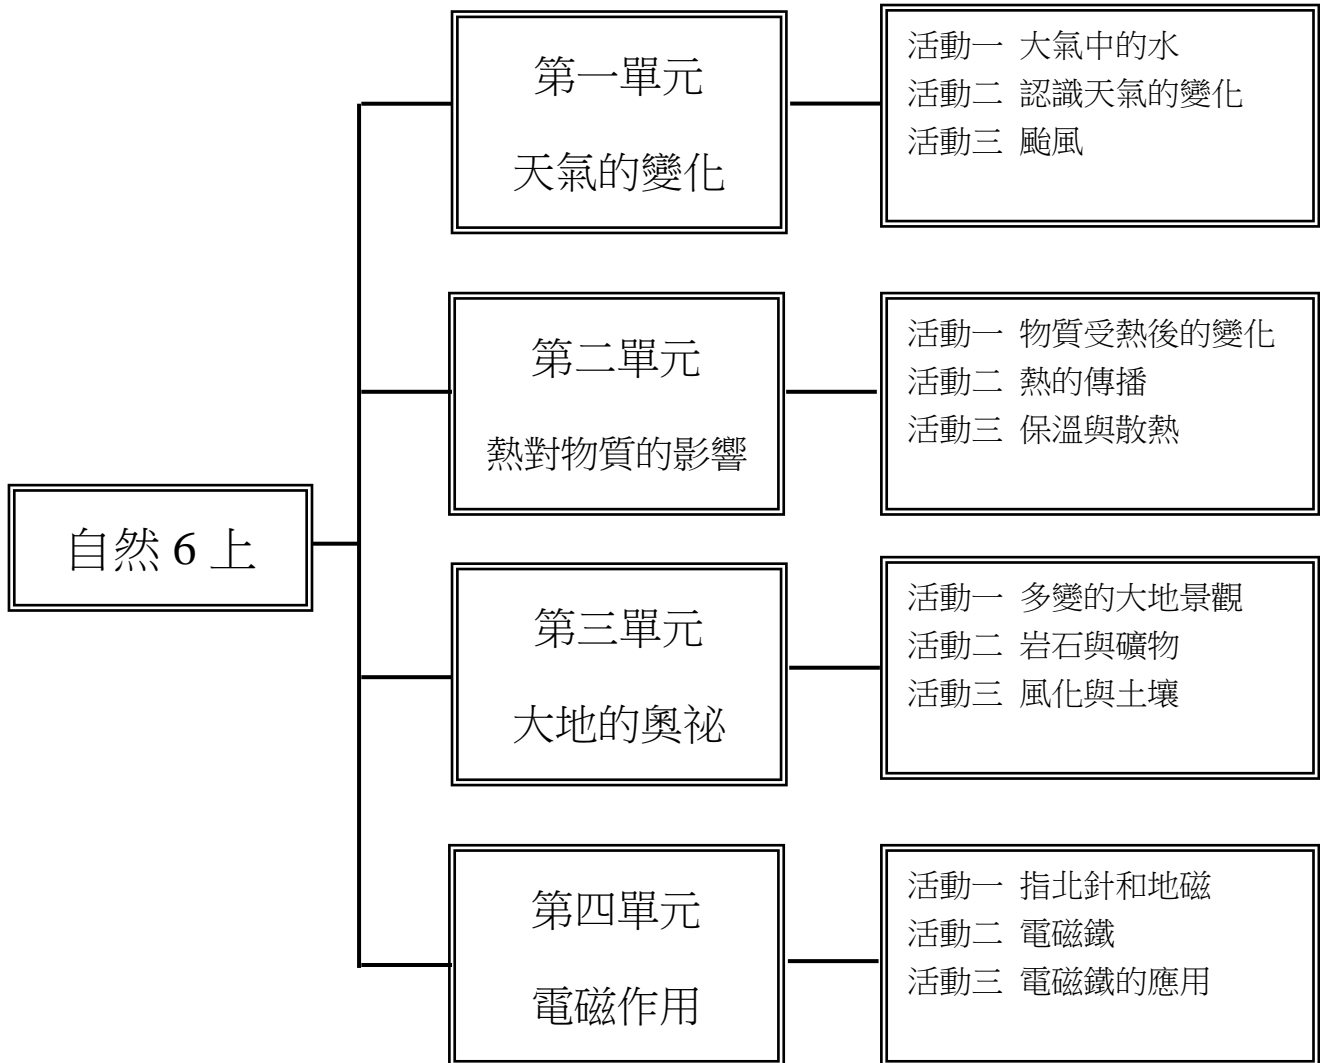 自然 6 上
第一單元
天氣的變化
活動一 大氣中的水
活動二 認識天氣的變化
活動三 颱風
第二單元
熱對物質的影響
活動一 物質受熱後的變化
活動二 熱的傳播
活動三 保溫與散熱
第三單元
大地的奧祕
活動一 多變的大地景觀
活動二 岩石與礦物
活動三 風化與土壤
第四單元
電磁作用
活動一 指北針和地磁
活動二 電磁鐵
活動三 電磁鐵的應用